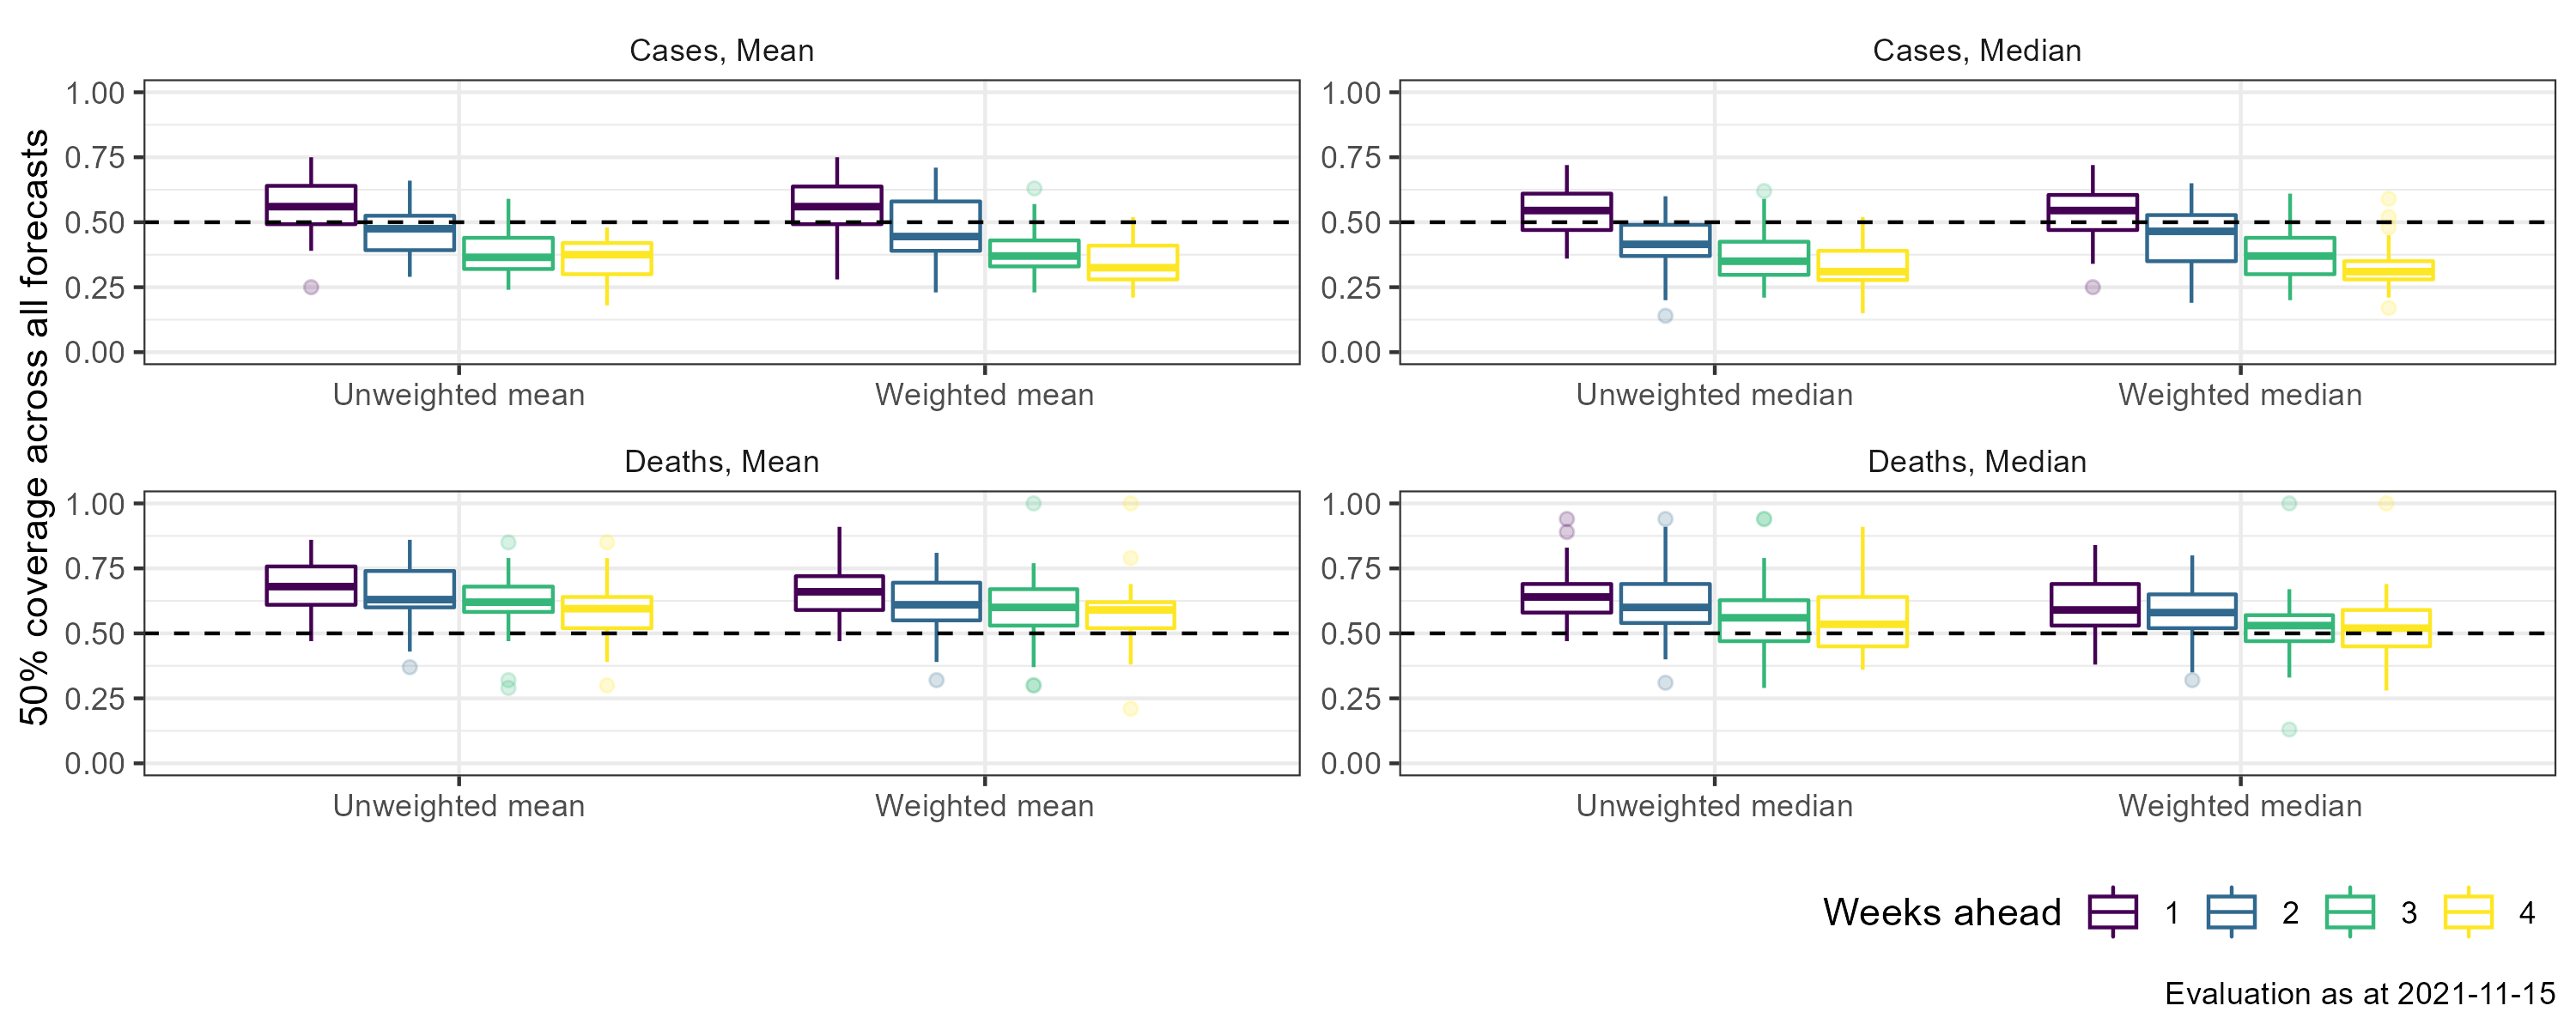 Cases, Mean
Cases, Median
50% coverage across all forecasts
1.00
0.75
0.50
0.25
0.00
Unweighted mean
Weighted mean
1.00
0.75
0.50
0.25
0.00
Unweighted median
Weighted median
Deaths, Mean
Deaths, Median
1.00
0.75
0.50
0.25
0.00
Unweighted mean
Weighted mean
1.00
0.75
0.50
0.25
0.00
Unweighted median
Weighted median
Weeks ahead 1 2 3 4
Evaluation as at 2021-11-15